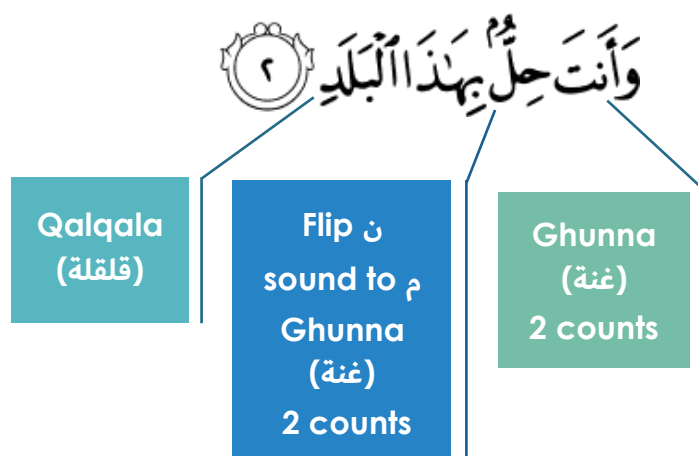 وَأَنتَ حِلٌّۢ بِهَٰذَا ٱلْبَلَدِ ٢
Qalqala
(قلقلة)
Flip ن
sound to م
Ghunna
(غنة)
2 counts
Ghunna
(غنة)
2 counts